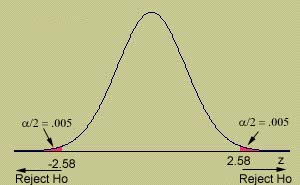 α/2 = .005
α/2 = .005
-2.58
2.58
z
Reject Ho
Reject Ho